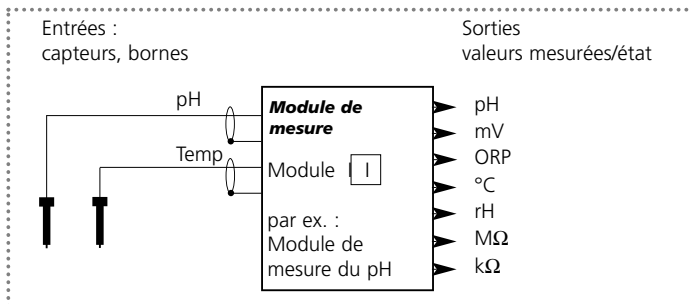 Entrées :
capteurs, bornes
Sorties
valeurs mesurées/état
pH
Temp
Module de
mesure
Module I I
par ex. :
Module de
mesure du pH
pH
mV
ORP
°C
rH
MΩ
kΩ